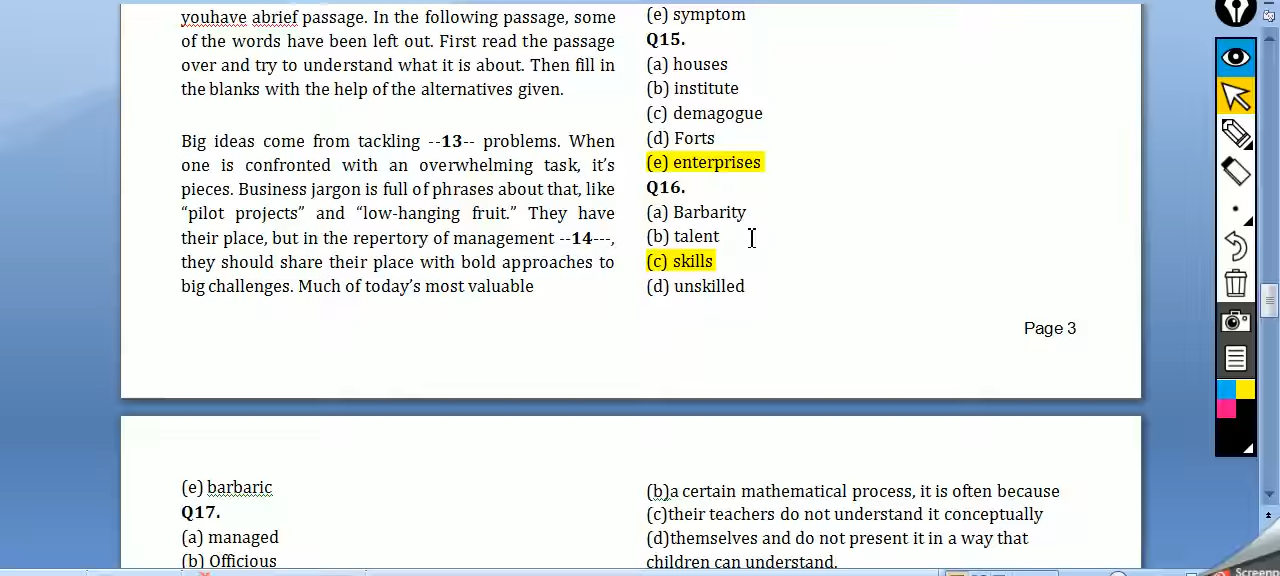 youhave abrief passage. In the following passage, some
of the words have been left out. First read the passage
over and try to understand what it is about. Then fill in
the blanks with the help of the alternatives given.
Big ideas come from tackling --13-- problems. When
one is confronted with an overwhelming task, it's
pieces. Business jargon is full of phrases about that, like
"pilot projects" and "low-hanging fruit." They have
their place, but in the repertory of management --14---,
they should share their place with bold approaches to
big challenges. Much of today's most valuable
(e) symptom
Q15.
(a) houses
(b) institute
(c) demagogue
(d) Forts
(e) enterprises
Q16.
(a) Barbarity
(b) talent
(c) skills
(d) unskilled
Page 3
(e) barbaric
Q17.
(a) managed
(b) Officious
(b)a certain mathematical process, it is often because
(c)their teachers do not understand it conceptually
(d)themselves and do not present it in a way that
children can understand.